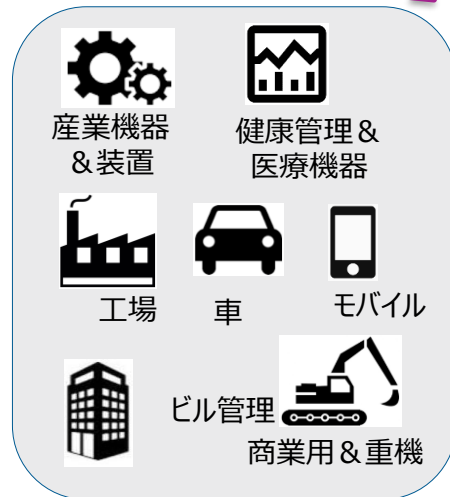 産業機器
＆装置
健康管理＆
医療機器
工場
車
モバイル
ビル管理
商業用＆重機